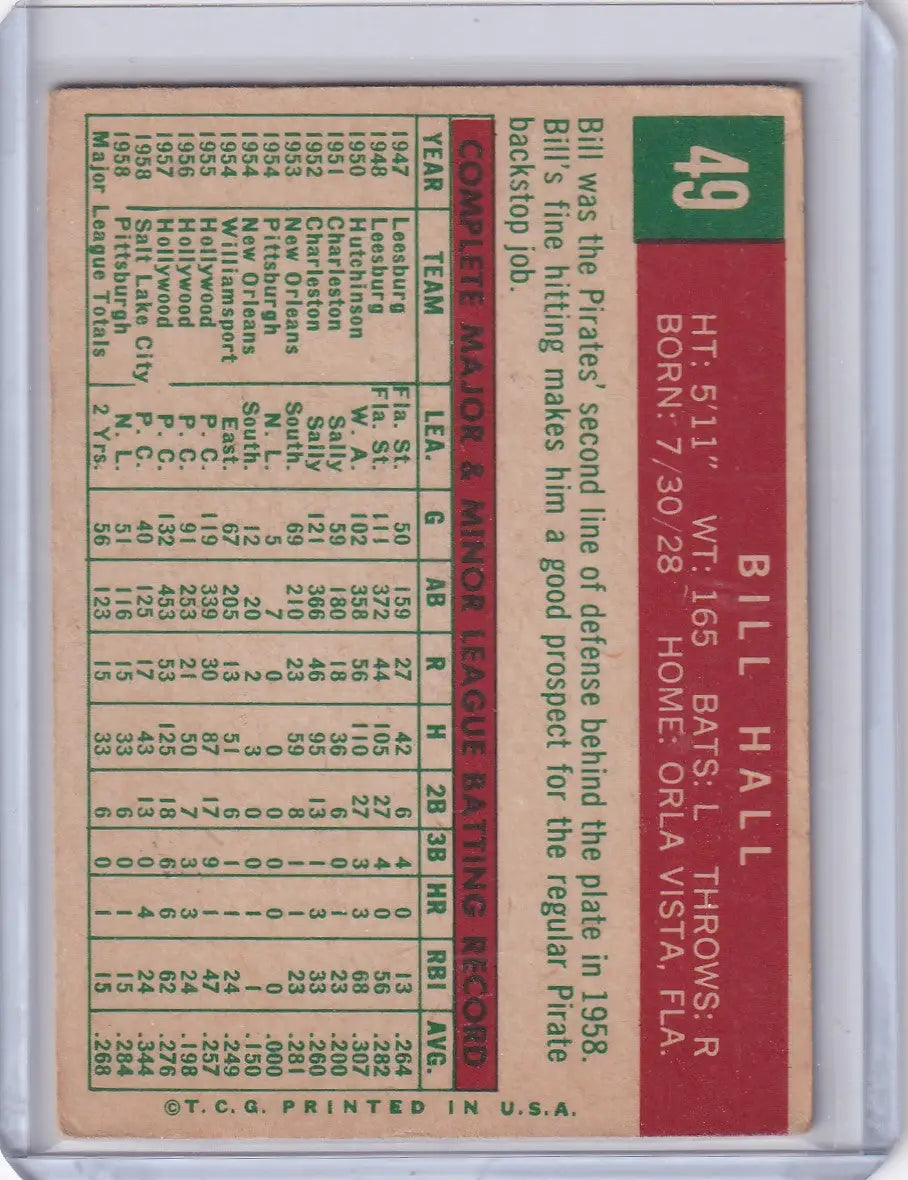 49
BILL HALL
HT: 5'11" WT: 165 BATS: L THROWS: R
BORN: 7/30/28 HOME: ORLA VISTA, FLA.
Bill was the Pirates' second line of defense behind the plate in 1958.
Bill's fine hitting makes him a good prospect for the regular Pirate
backstop job.
COMPLETE MAJOR & MINOR LEAGUE BATTING RECORD
YEAR TEAM LEA. G AB R H 2B 3B HR RBI AVG.
1947 Leesburg Fla. St. 50 159 27 42 6 4 0 13 .264
1948 Leesburg Fla. St. 111 372 44 105 27 4 0 56 .282
1950 Hutchinson W. A. 102 358 56 110 27 3 3 68 .307
1951 Charleston Sally 59 180 18 36 6 0 1 23 .200
1952 Charleston Sally 121 366 46 95 13 1 3 33 .260
1953 New Orleans South. 69 210 23 59 8 1 1 23 .281
1954 Pittsburgh N. L. 5 7 0 0 0 0 0 0 .000
1954 New Orleans South. 12 20 2 3 0 0 1 .150
1954 Williamsport East. 67 205 13 51 6 1 1 24 .249
1955 Hollywood P. C. 119 339 30 87 17 9 1 47 .257
1956 Hollywood P. C. 91 253 21 50 7 3 3 24 .198
1957 Hollywood P. C. 132 453 53 125 18 6 6 62 .276
1958 Salt Lake City P. C. 40 125 17 43 13 0 4 24 .344
1958 Pittsburgh N. L. 51 116 15 33 6 0 1 15 .284
Major League Totals 2 Yrs. 56 123 15 33 6 0 1 15 .268
©T.C.G. PRINTED IN U.S.A.